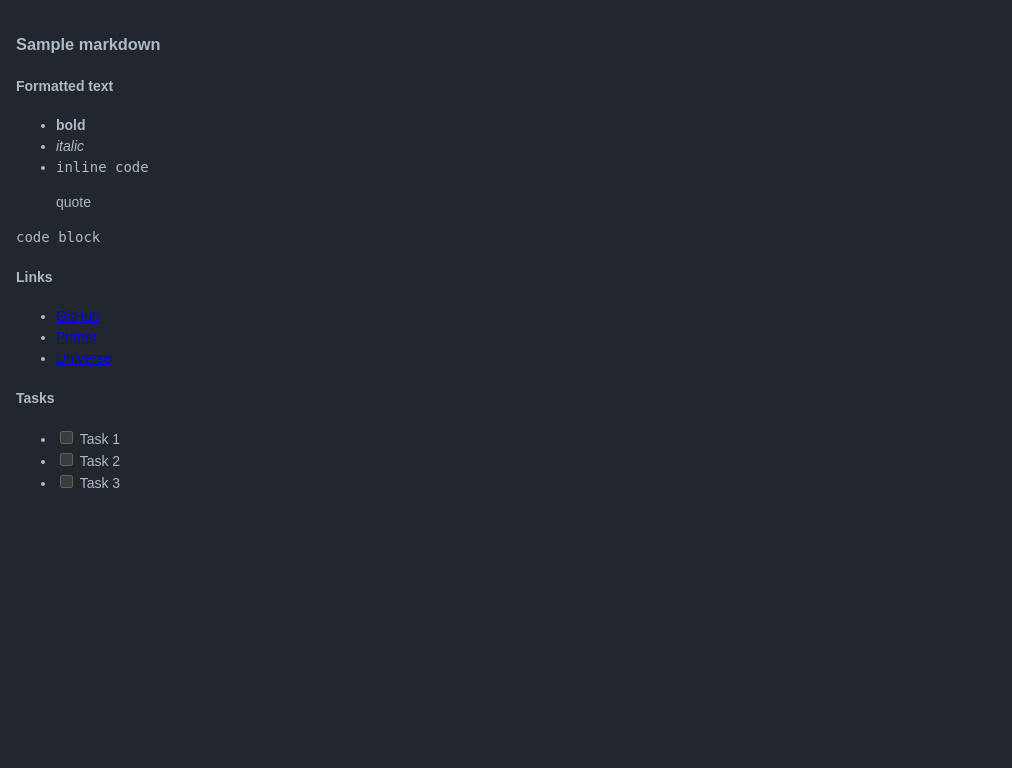 Sample markdown
Formatted text
bold
italic
inline code
quote
code block
Links
GitHub
Primer
Universe
Tasks
Task 1
Task 2
Task 3